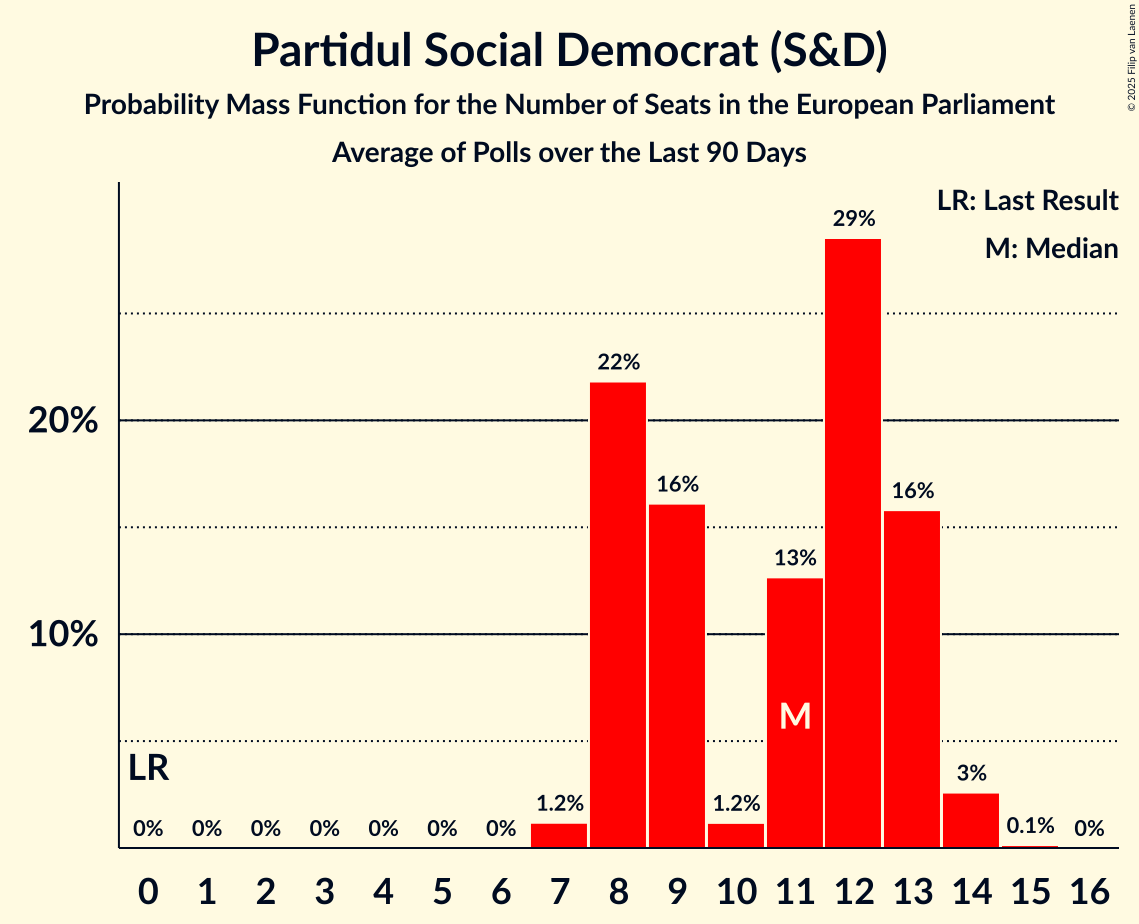 Partidul Social Democrat (S&D)
Probability Mass Function for the Number of Seats in the European Parliament
Average of Polls over the Last 90 Days
© 2025 Filip van Laenen
LR: Last Result
M: Median
29%
22%
20%
16%
16%
13%
10%
M
LR
3%
1.2%
1.2%
0.1%
0% 0% 0% 0% 0% 0% 0% 0%
0 1 2 3 4 5 6 7 8 9 10 11 12 13 14 15 16